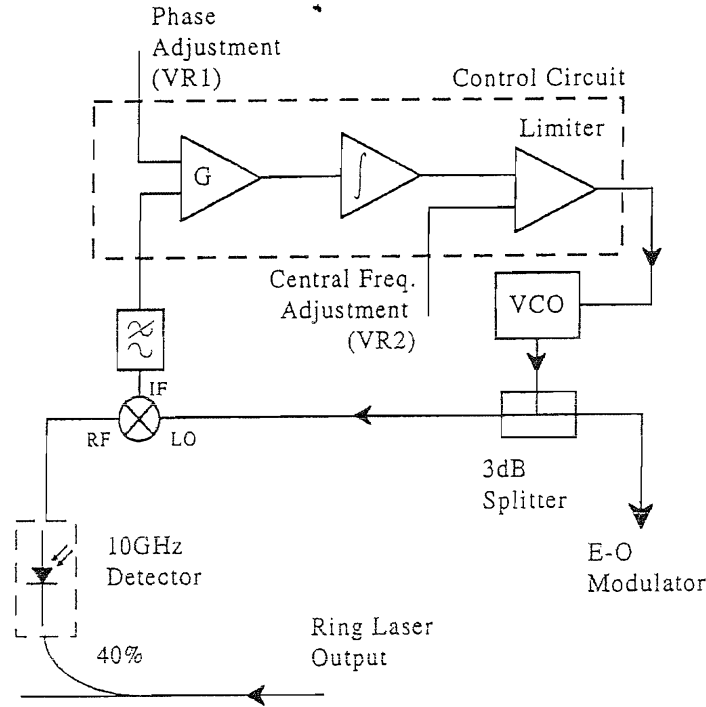 Phase
Adjustment
(VR1)
Control Circuit
Limiter
G
∫
Central Freq.
Adjustment
(VR2)
VCO
IF
RF
LO
3dB
Splitter
10GHz
Detector
E-O
Modulator
40%
Ring Laser
Output